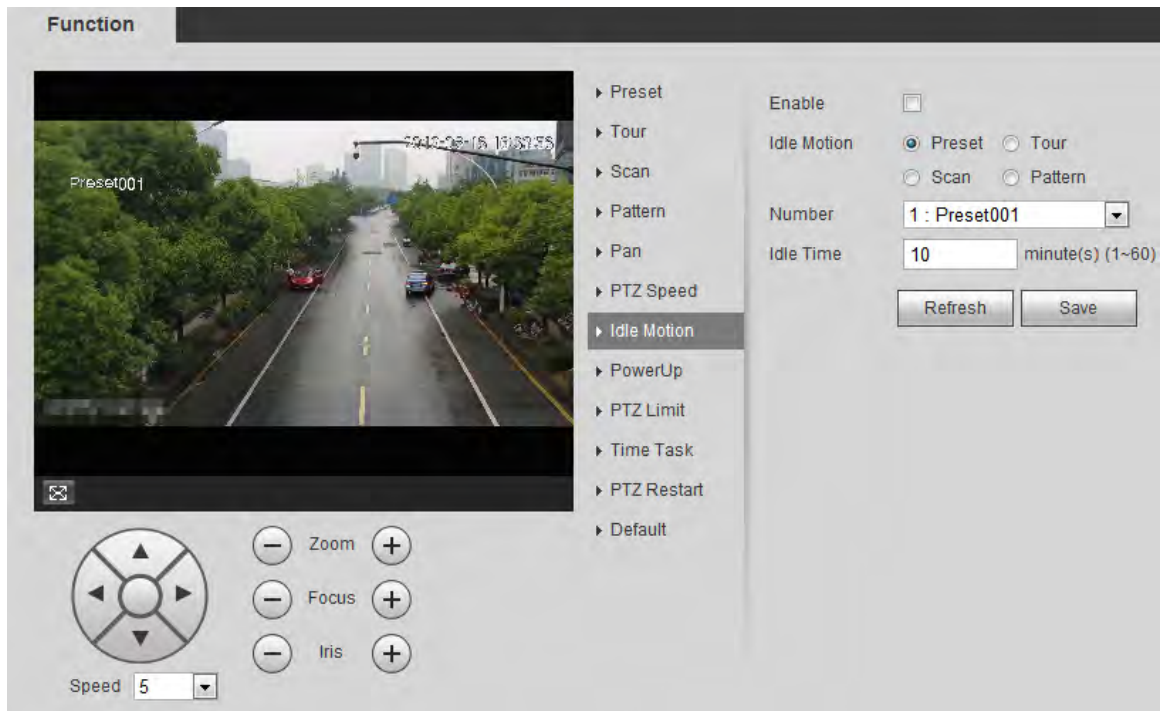 Function
Preset001
Preset
Tour
Scan
Pattern
Pan
PTZ Speed
Idle Motion
PowerUp
PTZ Limit
Time Task
PTZ Restart
Default
Enable
Idle Motion Preset Tour
Scan Pattern
Number 1 : Preset001
Idle Time 10 minute(s) (1~60)
Refresh Save
Zoom
Focus
Iris
Speed 5